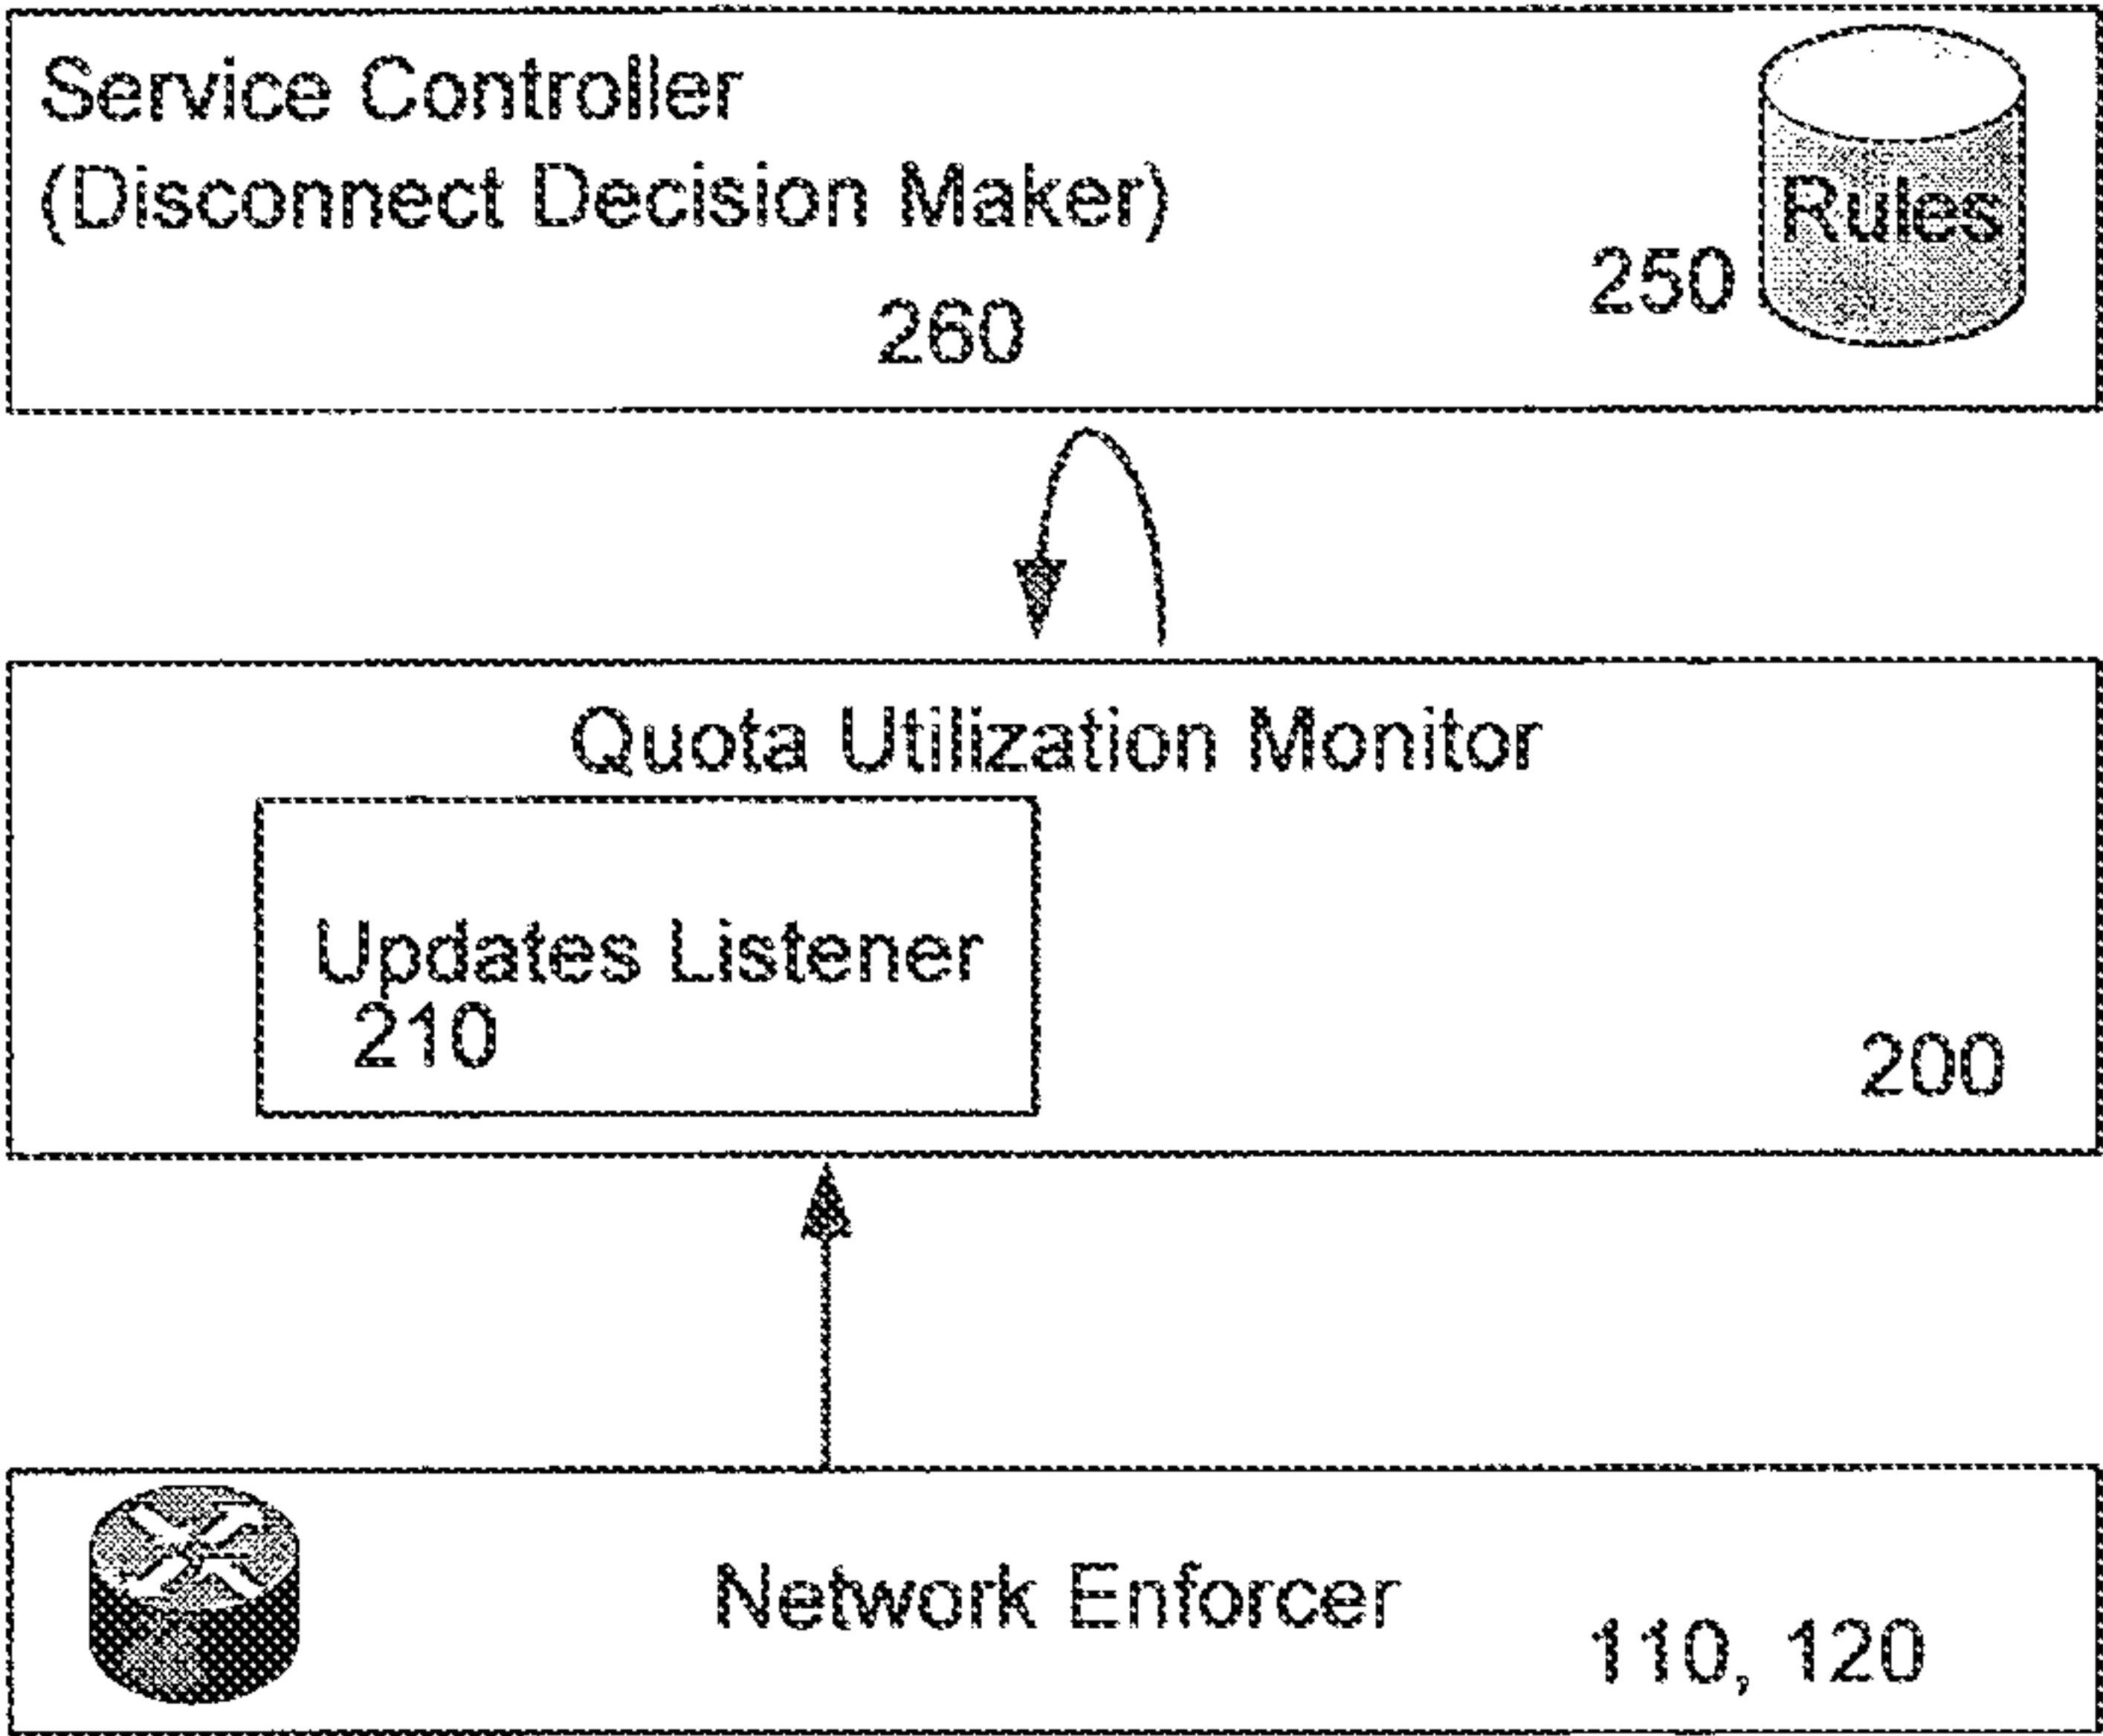 Service Controller
(Disconnect Decision Maker)
260
250
Rules
Quota Utilization Monitor
Updates Listener
210
200
Network Enforcer
110, 120